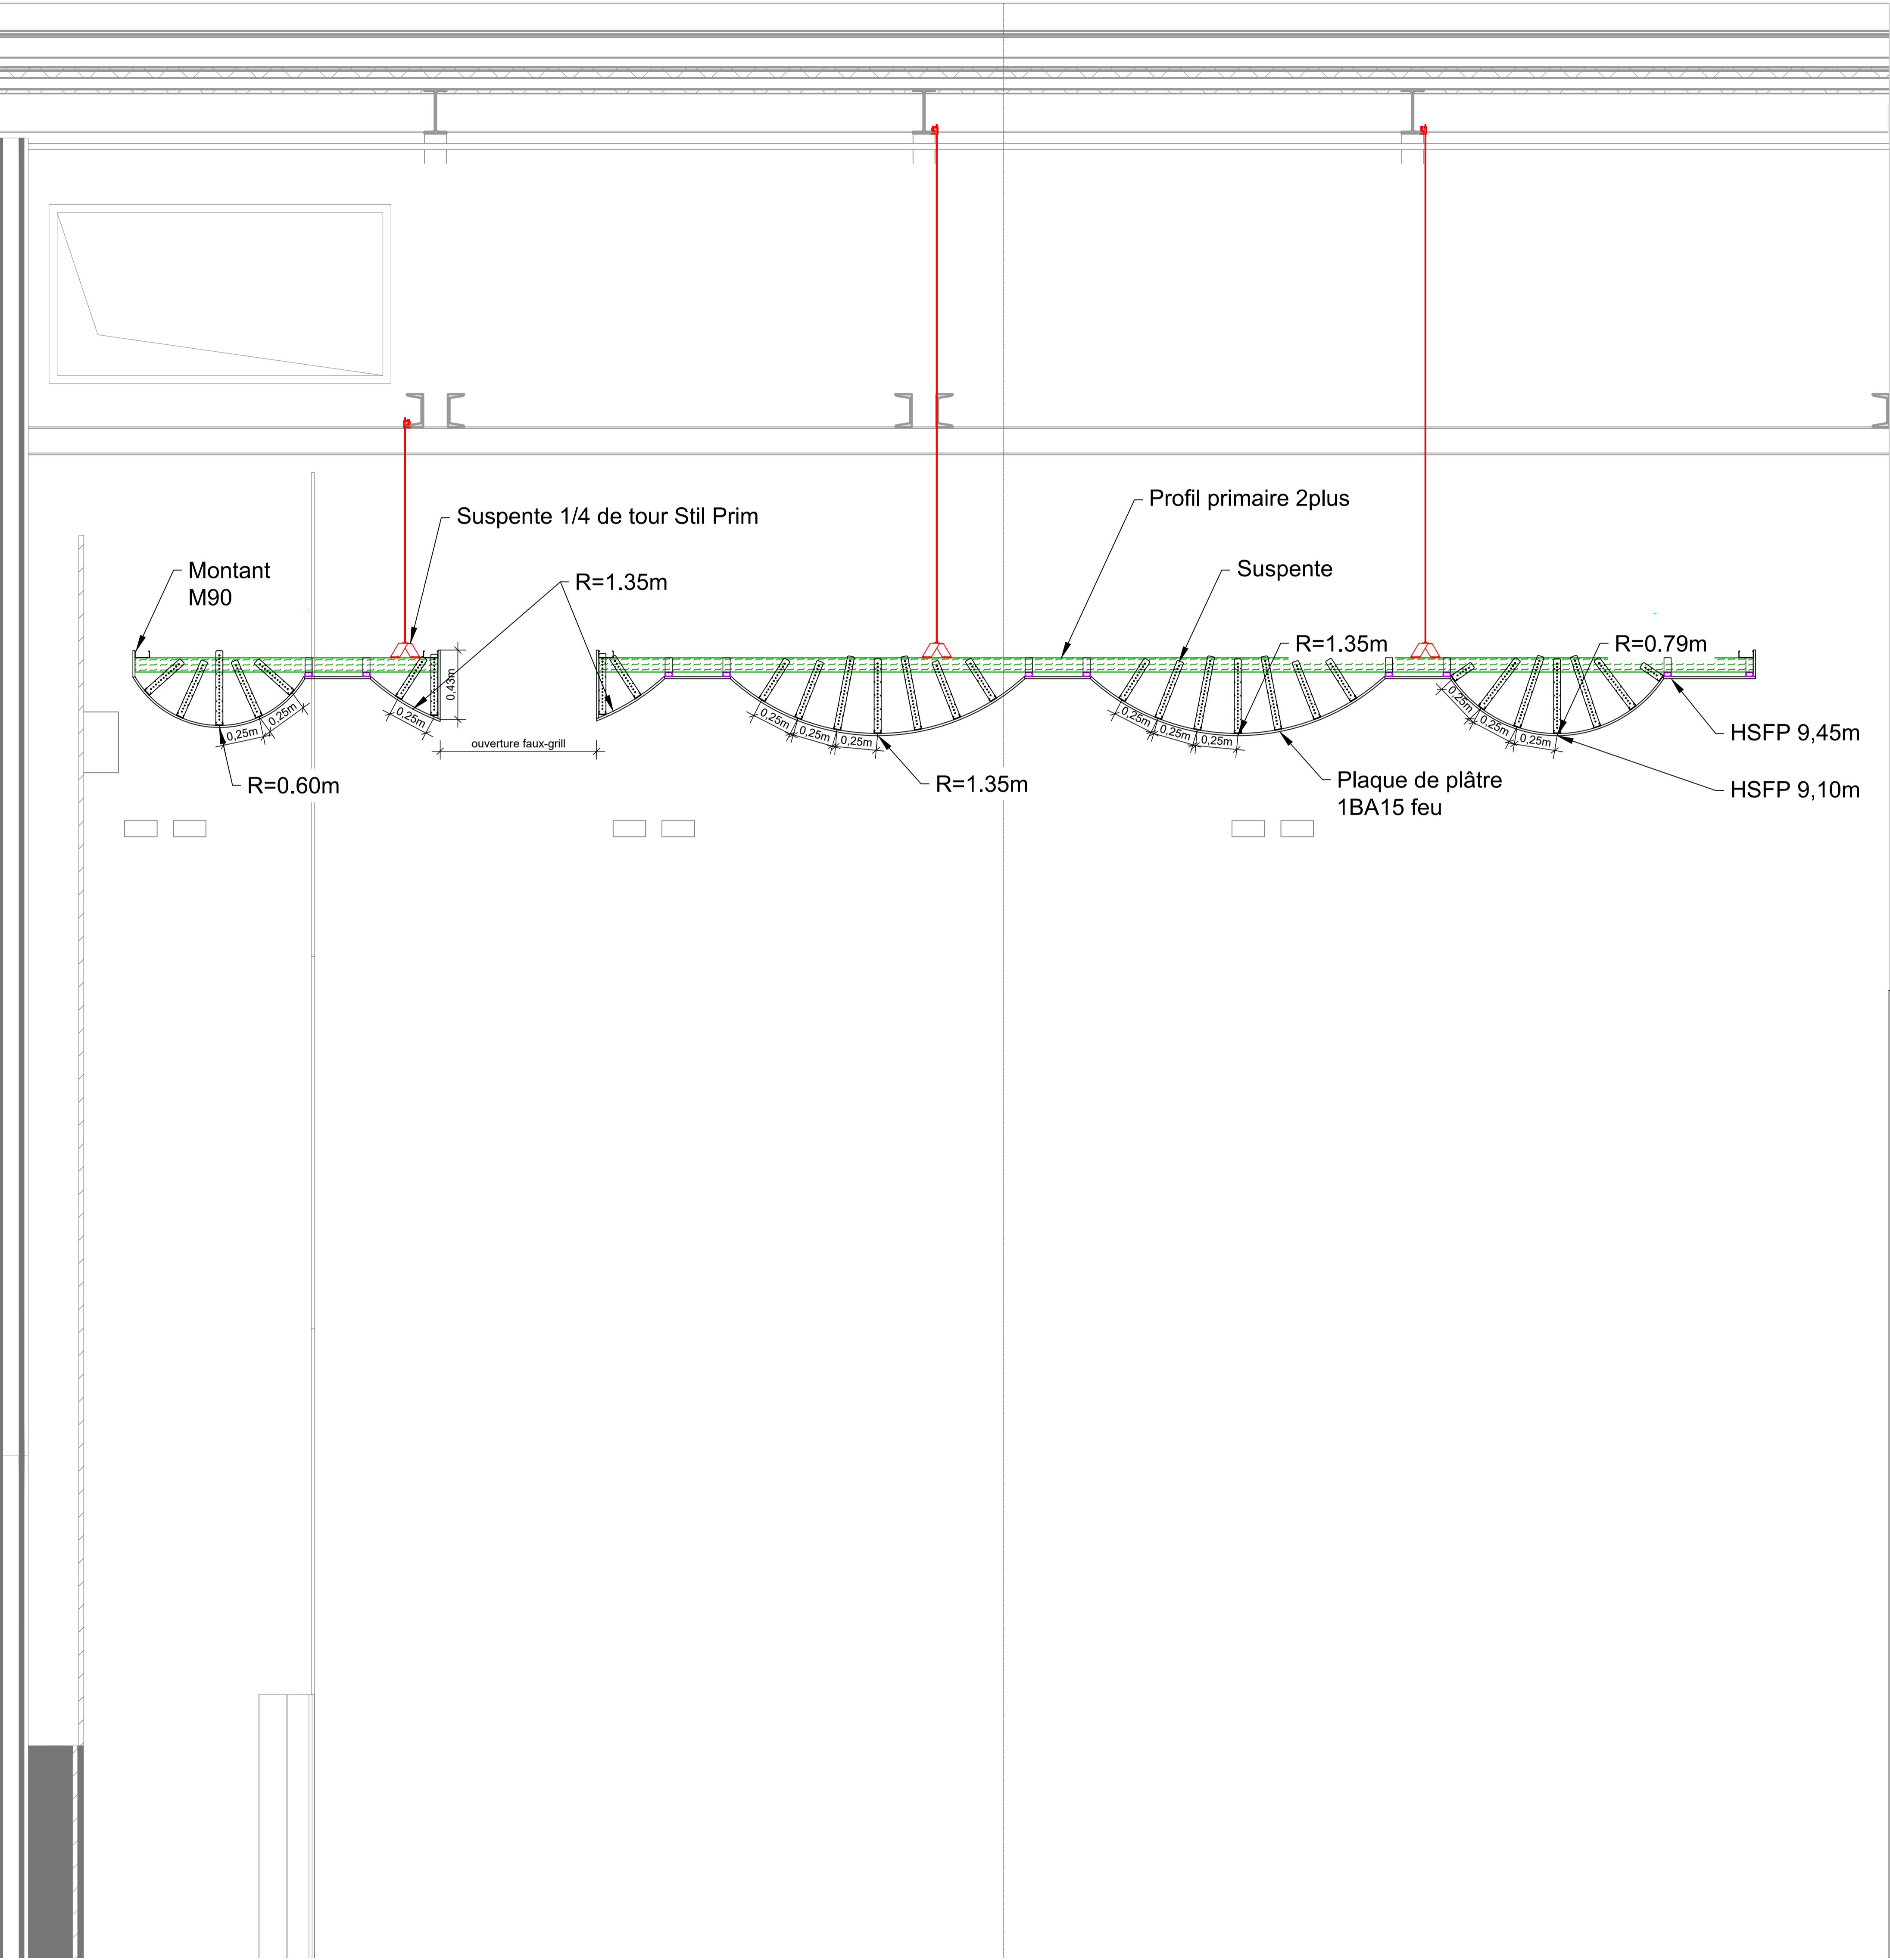 Profil primaire 2plus
Suspente 1/4 de tour Stil Prim
Suspente
Montant
M90
R=1.35m
R=1.35m
R=0.79m
0.43m
0,25m
0,25m
0,25m
0,25m
0,25m
0,25m
0,25m
0,25m
0,25m
0,25m
0,25m
0,25m
ouverture faux-grill
HSFP 9,45m
R=0.60m
R=1.35m
Plaque de plâtre
1BA15 feu
HSFP 9,10m